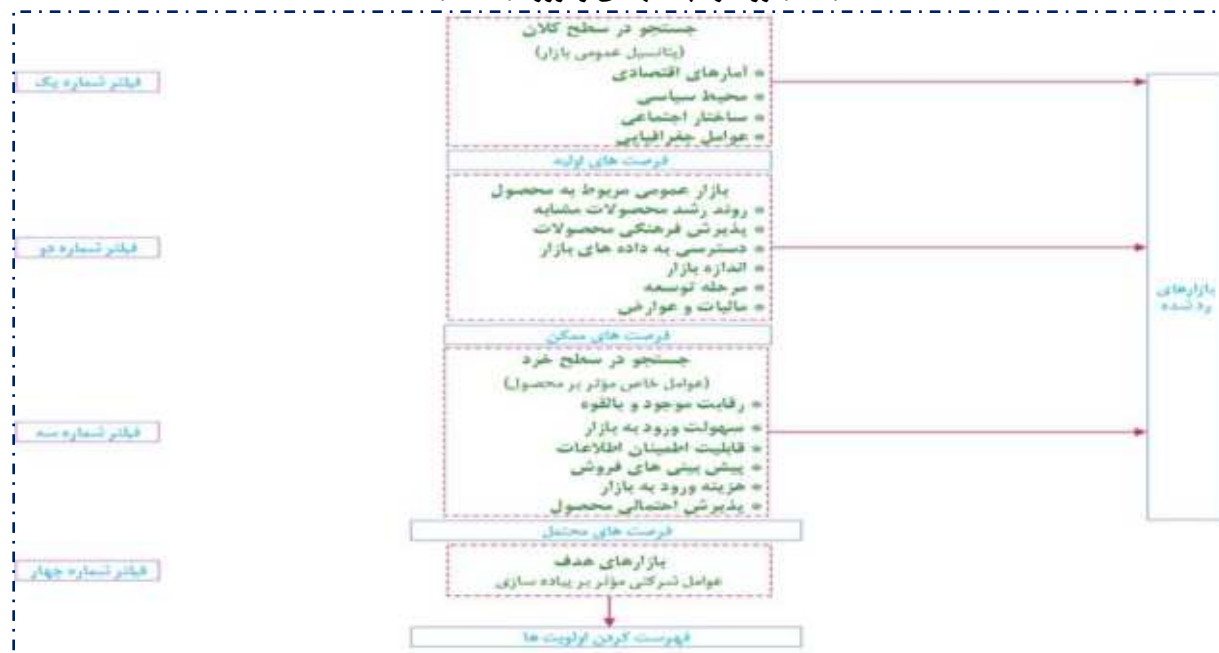 جستجو در سطح کلان
(پتانسیل عمومی بازار)
* آمارهای اقتصادی
* محیط سیاسی
* ساختار اجتماعی
* عوامل جغرافیایی
فیلتر شماره یک
فرصت های اولیه
بازار عمومی مربوط به محصول
* روند رشد محصولات مشابه
* پذیرش فرهنگی محصولات
* دسترسی به داده های بازار
* اندازه بازار
* مرحله توسعه
* مالیات و عوارض
فیلتر شماره دو
بازارهای
رد شده
فرصت های ممکن
جستجو در سطح خرد
(عوامل خاص مؤثر بر محصول)
* رقابت موجود و بالقوه
* سهولت ورود به بازار
* قابلیت اطمینان اطلاعات
* پیش بینی های فروش
* هزینه ورود به بازار
* پذیرش احتمالی محصول
فیلتر شماره سه
فرصت های محتمل
بازارهای هدف
عوامل شرکتی مؤثر بر پیاده سازی
فیلتر شماره چهار
فهرست کردن اولویت ها